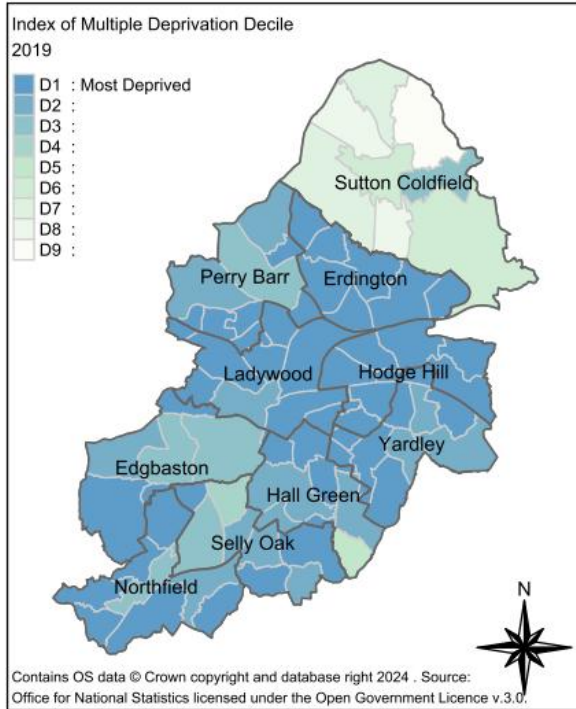 Index of Multiple Deprivation Decile
2019
D1 : Most Deprived
D2 :
D3 :
D4 :
D5 :
D6 :
D7 :
D8 :
D9 :
Sutton Coldfield
Perry Barr
Erdington
Ladywood
Hodge Hill
Yardley
Edgbaston
Hall Green
Selly Oak
Northfield
N
Contains OS data © Crown copyright and database right 2024 . Source:
Office for National Statistics licensed under the Open Government Licence v.3.0.